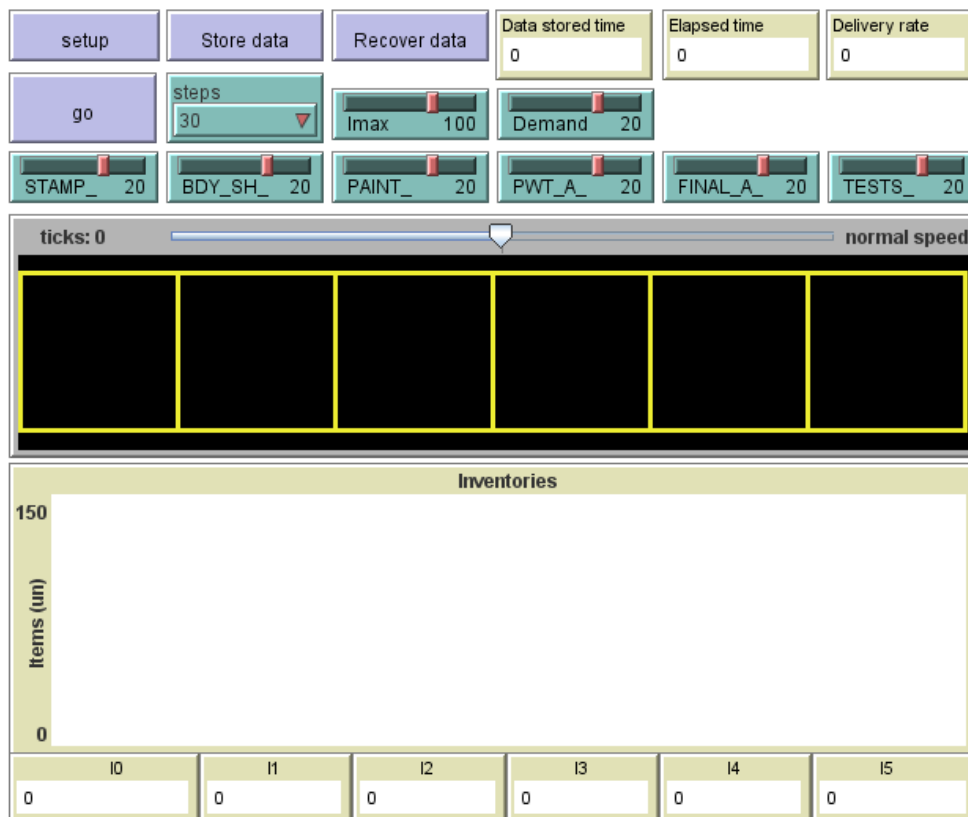 setup
Store data
Recover data
Data stored time
0
Elapsed time
0
Delivery rate
0
go
steps
30
Imax 100
Demand 20
STAMP_ 20
BDY_SH_ 20
PAINT_ 20
PWT_A_ 20
FINAL_A_ 20
TESTS_ 20
ticks: 0
normal speed
Inventories
150
Items (un)
0
I0
0
I1
0
I2
0
I3
0
I4
0
I5
0